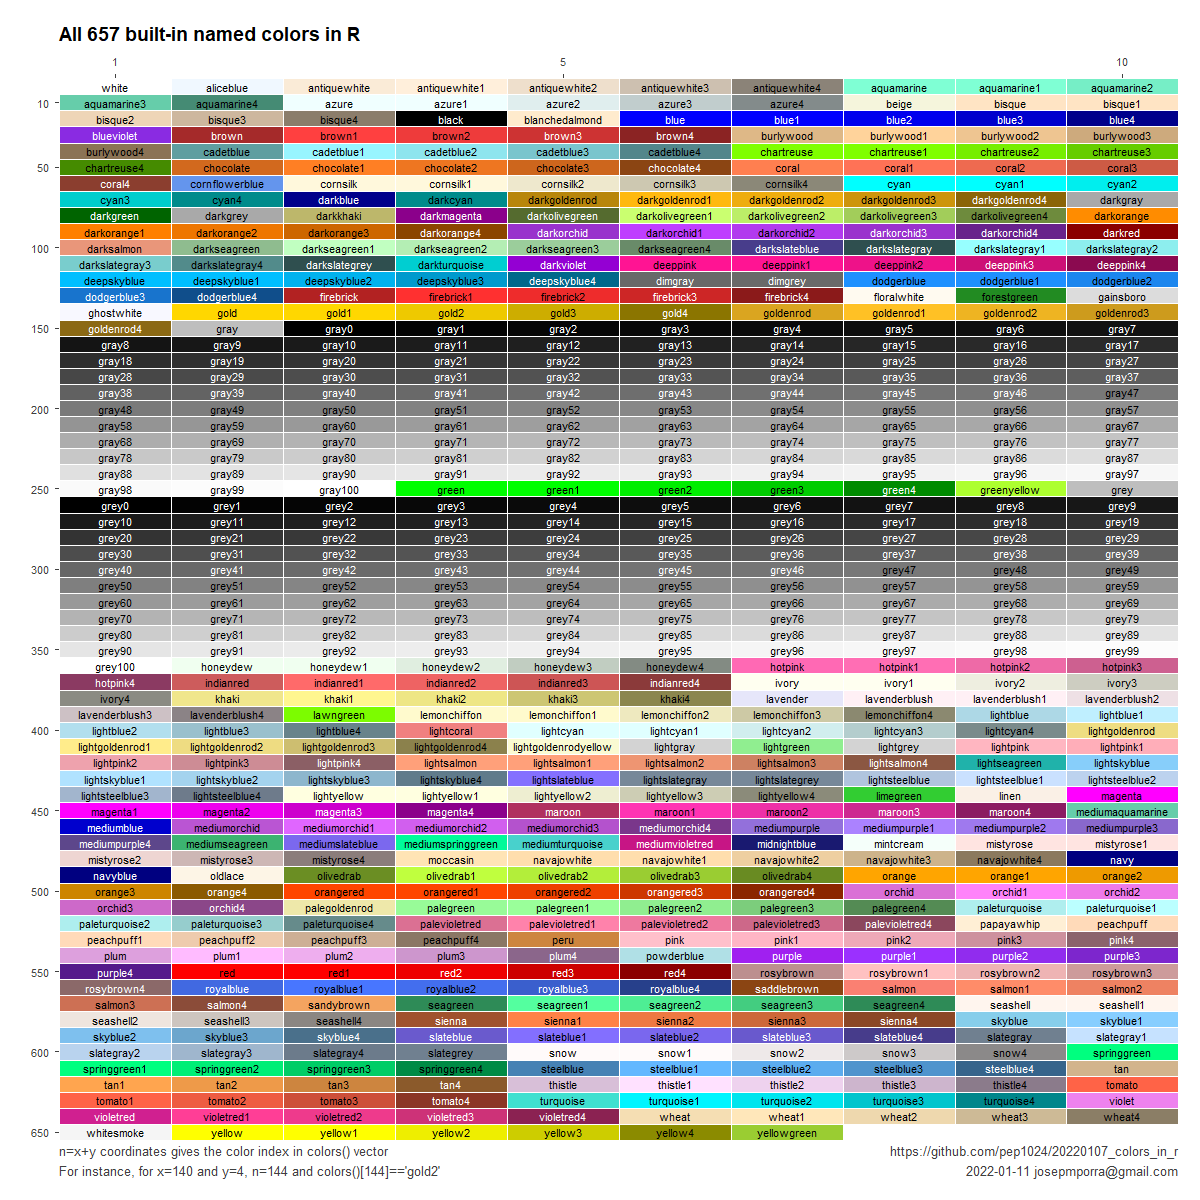 All 657 built-in named colors in R
1 5 10
white aliceblue antiquewhite antiquewhite1 antiquewhite2 antiquewhite3 antiquewhite4 aquamarine aquamarine1 aquamarine2
10 aquamarine3 aquamarine4 azure azure1 azure2 azure3 azure4 beige bisque bisque1
bisque2 bisque3 bisque4 black blanchedalmond blue blue1 blue2 blue3 blue4
blueviolet brown brown1 brown2 brown3 brown4 burlywood burlywood1 burlywood2 burlywood3
burlywood4 cadetblue cadetblue1 cadetblue2 cadetblue3 cadetblue4 chartreuse chartreuse1 chartreuse2 chartreuse3
50 chartreuse4 chocolate chocolate1 chocolate2 chocolate3 chocolate4 coral coral1 coral2 coral3
coral4 cornflowerblue cornsilk cornsilk1 cornsilk2 cornsilk3 cornsilk4 cyan cyan1 cyan2
cyan3 cyan4 darkblue darkcyan darkgoldenrod darkgoldenrod1 darkgoldenrod2 darkgoldenrod3 darkgoldenrod4 darkgray
darkgreen darkgrey darkkhaki darkmagenta darkolivegreen darkolivegreen1 darkolivegreen2 darkolivegreen3 darkolivegreen4 darkorange
darkorange1 darkorange2 darkorange3 darkorange4 darkorchid darkorchid1 darkorchid2 darkorchid3 darkorchid4 darkred
100 darksalmon darkseagreen darkseagreen1 darkseagreen2 darkseagreen3 darkseagreen4 darkslateblue darkslategray darkslategray1 darkslategray2
darkslategray3 darkslategray4 darkslategrey darkturquoise darkviolet deeppink deeppink1 deeppink2 deeppink3 deeppink4
deepskyblue deepskyblue1 deepskyblue2 deepskyblue3 deepskyblue4 dimgray dimgrey dodgerblue dodgerblue1 dodgerblue2
dodgerblue3 dodgerblue4 firebrick firebrick1 firebrick2 firebrick3 firebrick4 floralwhite forestgreen gainsboro
ghostwhite gold gold1 gold2 gold3 gold4 goldenrod goldenrod1 goldenrod2 goldenrod3
150 goldenrod4 gray gray0 gray1 gray2 gray3 gray4 gray5 gray6 gray7
gray8 gray9 gray10 gray11 gray12 gray13 gray14 gray15 gray16 gray17
gray18 gray19 gray20 gray21 gray22 gray23 gray24 gray25 gray26 gray27
gray28 gray29 gray30 gray31 gray32 gray33 gray34 gray35 gray36 gray37
gray38 gray39 gray40 gray41 gray42 gray43 gray44 gray45 gray46 gray47
200 gray48 gray49 gray50 gray51 gray52 gray53 gray54 gray55 gray56 gray57
gray58 gray59 gray60 gray61 gray62 gray63 gray64 gray65 gray66 gray67
gray68 gray69 gray70 gray71 gray72 gray73 gray74 gray75 gray76 gray77
gray78 gray79 gray80 gray81 gray82 gray83 gray84 gray85 gray86 gray87
gray88 gray89 gray90 gray91 gray92 gray93 gray94 gray95 gray96 gray97
250 gray98 gray99 gray100 green green1 green2 green3 green4 greenyellow grey
grey0 grey1 grey2 grey3 grey4 grey5 grey6 grey7 grey8 grey9
grey10 grey11 grey12 grey13 grey14 grey15 grey16 grey17 grey18 grey19
grey20 grey21 grey22 grey23 grey24 grey25 grey26 grey27 grey28 grey29
grey30 grey31 grey32 grey33 grey34 grey35 grey36 grey37 grey38 grey39
300 grey40 grey41 grey42 grey43 grey44 grey45 grey46 grey47 grey48 grey49
grey50 grey51 grey52 grey53 grey54 grey55 grey56 grey57 grey58 grey59
grey60 grey61 grey62 grey63 grey64 grey65 grey66 grey67 grey68 grey69
grey70 grey71 grey72 grey73 grey74 grey75 grey76 grey77 grey78 grey79
grey80 grey81 grey82 grey83 grey84 grey85 grey86 grey87 grey88 grey89
350 grey90 grey91 grey92 grey93 grey94 grey95 grey96 grey97 grey98 grey99
grey100 honeydew honeydew1 honeydew2 honeydew3 honeydew4 hotpink hotpink1 hotpink2 hotpink3
hotpink4 indianred indianred1 indianred2 indianred3 indianred4 ivory ivory1 ivory2 ivory3
ivory4 khaki khaki1 khaki2 khaki3 khaki4 lavender lavenderblush lavenderblush1 lavenderblush2
lavenderblush3 lavenderblush4 lawngreen lemonchiffon lemonchiffon1 lemonchiffon2 lemonchiffon3 lemonchiffon4 lightblue lightblue1
400 lightblue2 lightblue3 lightblue4 lightcoral lightcyan lightcyan1 lightcyan2 lightcyan3 lightcyan4 lightgoldenrod
lightgoldenrod1 lightgoldenrod2 lightgoldenrod3 lightgoldenrod4 lightgoldenrodyellow lightgray lightgreen lightgrey lightpink lightpink1
lightpink2 lightpink3 lightpink4 lightsalmon lightsalmon1 lightsalmon2 lightsalmon3 lightsalmon4 lightseagreen lightskyblue
lightskyblue1 lightskyblue2 lightskyblue3 lightskyblue4 lightslateblue lightslategray lightslategrey lightsteelblue lightsteelblue1 lightsteelblue2
lightsteelblue3 lightsteelblue4 lightyellow lightyellow1 lightyellow2 lightyellow3 lightyellow4 limegreen linen magenta
450 magenta1 magenta2 magenta3 magenta4 maroon maroon1 maroon2 maroon3 maroon4 mediumaquamarine
mediumblue mediumorchid mediumorchid1 mediumorchid2 mediumorchid3 mediumorchid4 mediumpurple mediumpurple1 mediumpurple2 mediumpurple3
mediumpurple4 mediumseagreen mediumslateblue mediumspringgreen mediumturquoise mediumvioletred midnightblue mintcream mistyrose mistyrose1
mistyrose2 mistyrose3 mistyrose4 moccasin navajowhite navajowhite1 navajowhite2 navajowhite3 navajowhite4 navy
navyblue oldlace olivedrab olivedrab1 olivedrab2 olivedrab3 olivedrab4 orange orange1 orange2
500 orange3 orange4 orangered orangered1 orangered2 orangered3 orangered4 orchid orchid1 orchid2
orchid3 orchid4 palegoldenrod palegreen palegreen1 palegreen2 palegreen3 palegreen4 paleturquoise paleturquoise1
paleturquoise2 paleturquoise3 paleturquoise4 palevioletred palevioletred1 palevioletred2 palevioletred3 palevioletred4 papayawhip peachpuff
peachpuff1 peachpuff2 peachpuff3 peachpuff4 peru pink pink1 pink2 pink3 pink4
plum plum1 plum2 plum3 plum4 powderblue purple purple1 purple2 purple3
550 purple4 red red1 red2 red3 red4 rosybrown rosybrown1 rosybrown2 rosybrown3
rosybrown4 royalblue royalblue1 royalblue2 royalblue3 royalblue4 saddlebrown salmon salmon1 salmon2
salmon3 salmon4 sandybrown seagreen seagreen1 seagreen2 seagreen3 seagreen4 seashell seashell1
seashell2 seashell3 seashell4 sienna sienna1 sienna2 sienna3 sienna4 skyblue skyblue1
skyblue2 skyblue3 skyblue4 slateblue slateblue1 slateblue2 slateblue3 slateblue4 slategray slategray1
600 slategray2 slategray3 slategray4 slategrey snow snow1 snow2 snow3 snow4 springgreen
springgreen1 springgreen2 springgreen3 springgreen4 steelblue steelblue1 steelblue2 steelblue3 steelblue4 tan
tan1 tan2 tan3 tan4 thistle thistle1 thistle2 thistle3 thistle4 tomato
tomato1 tomato2 tomato3 tomato4 turquoise turquoise1 turquoise2 turquoise3 turquoise4 violet
violetred violetred1 violetred2 violetred3 violetred4 wheat wheat1 wheat2 wheat3 wheat4
650 whitesmoke yellow yellow1 yellow2 yellow3 yellow4 yellowgreen
n=x+y coordinates gives the color index in colors() vector https://github.com/pep1024/20220107_colors_in_r
For instance, for x=140 and y=4, n=144 and colors()[144]=='gold2' 2022-01-11 josepmporra@gmail.com